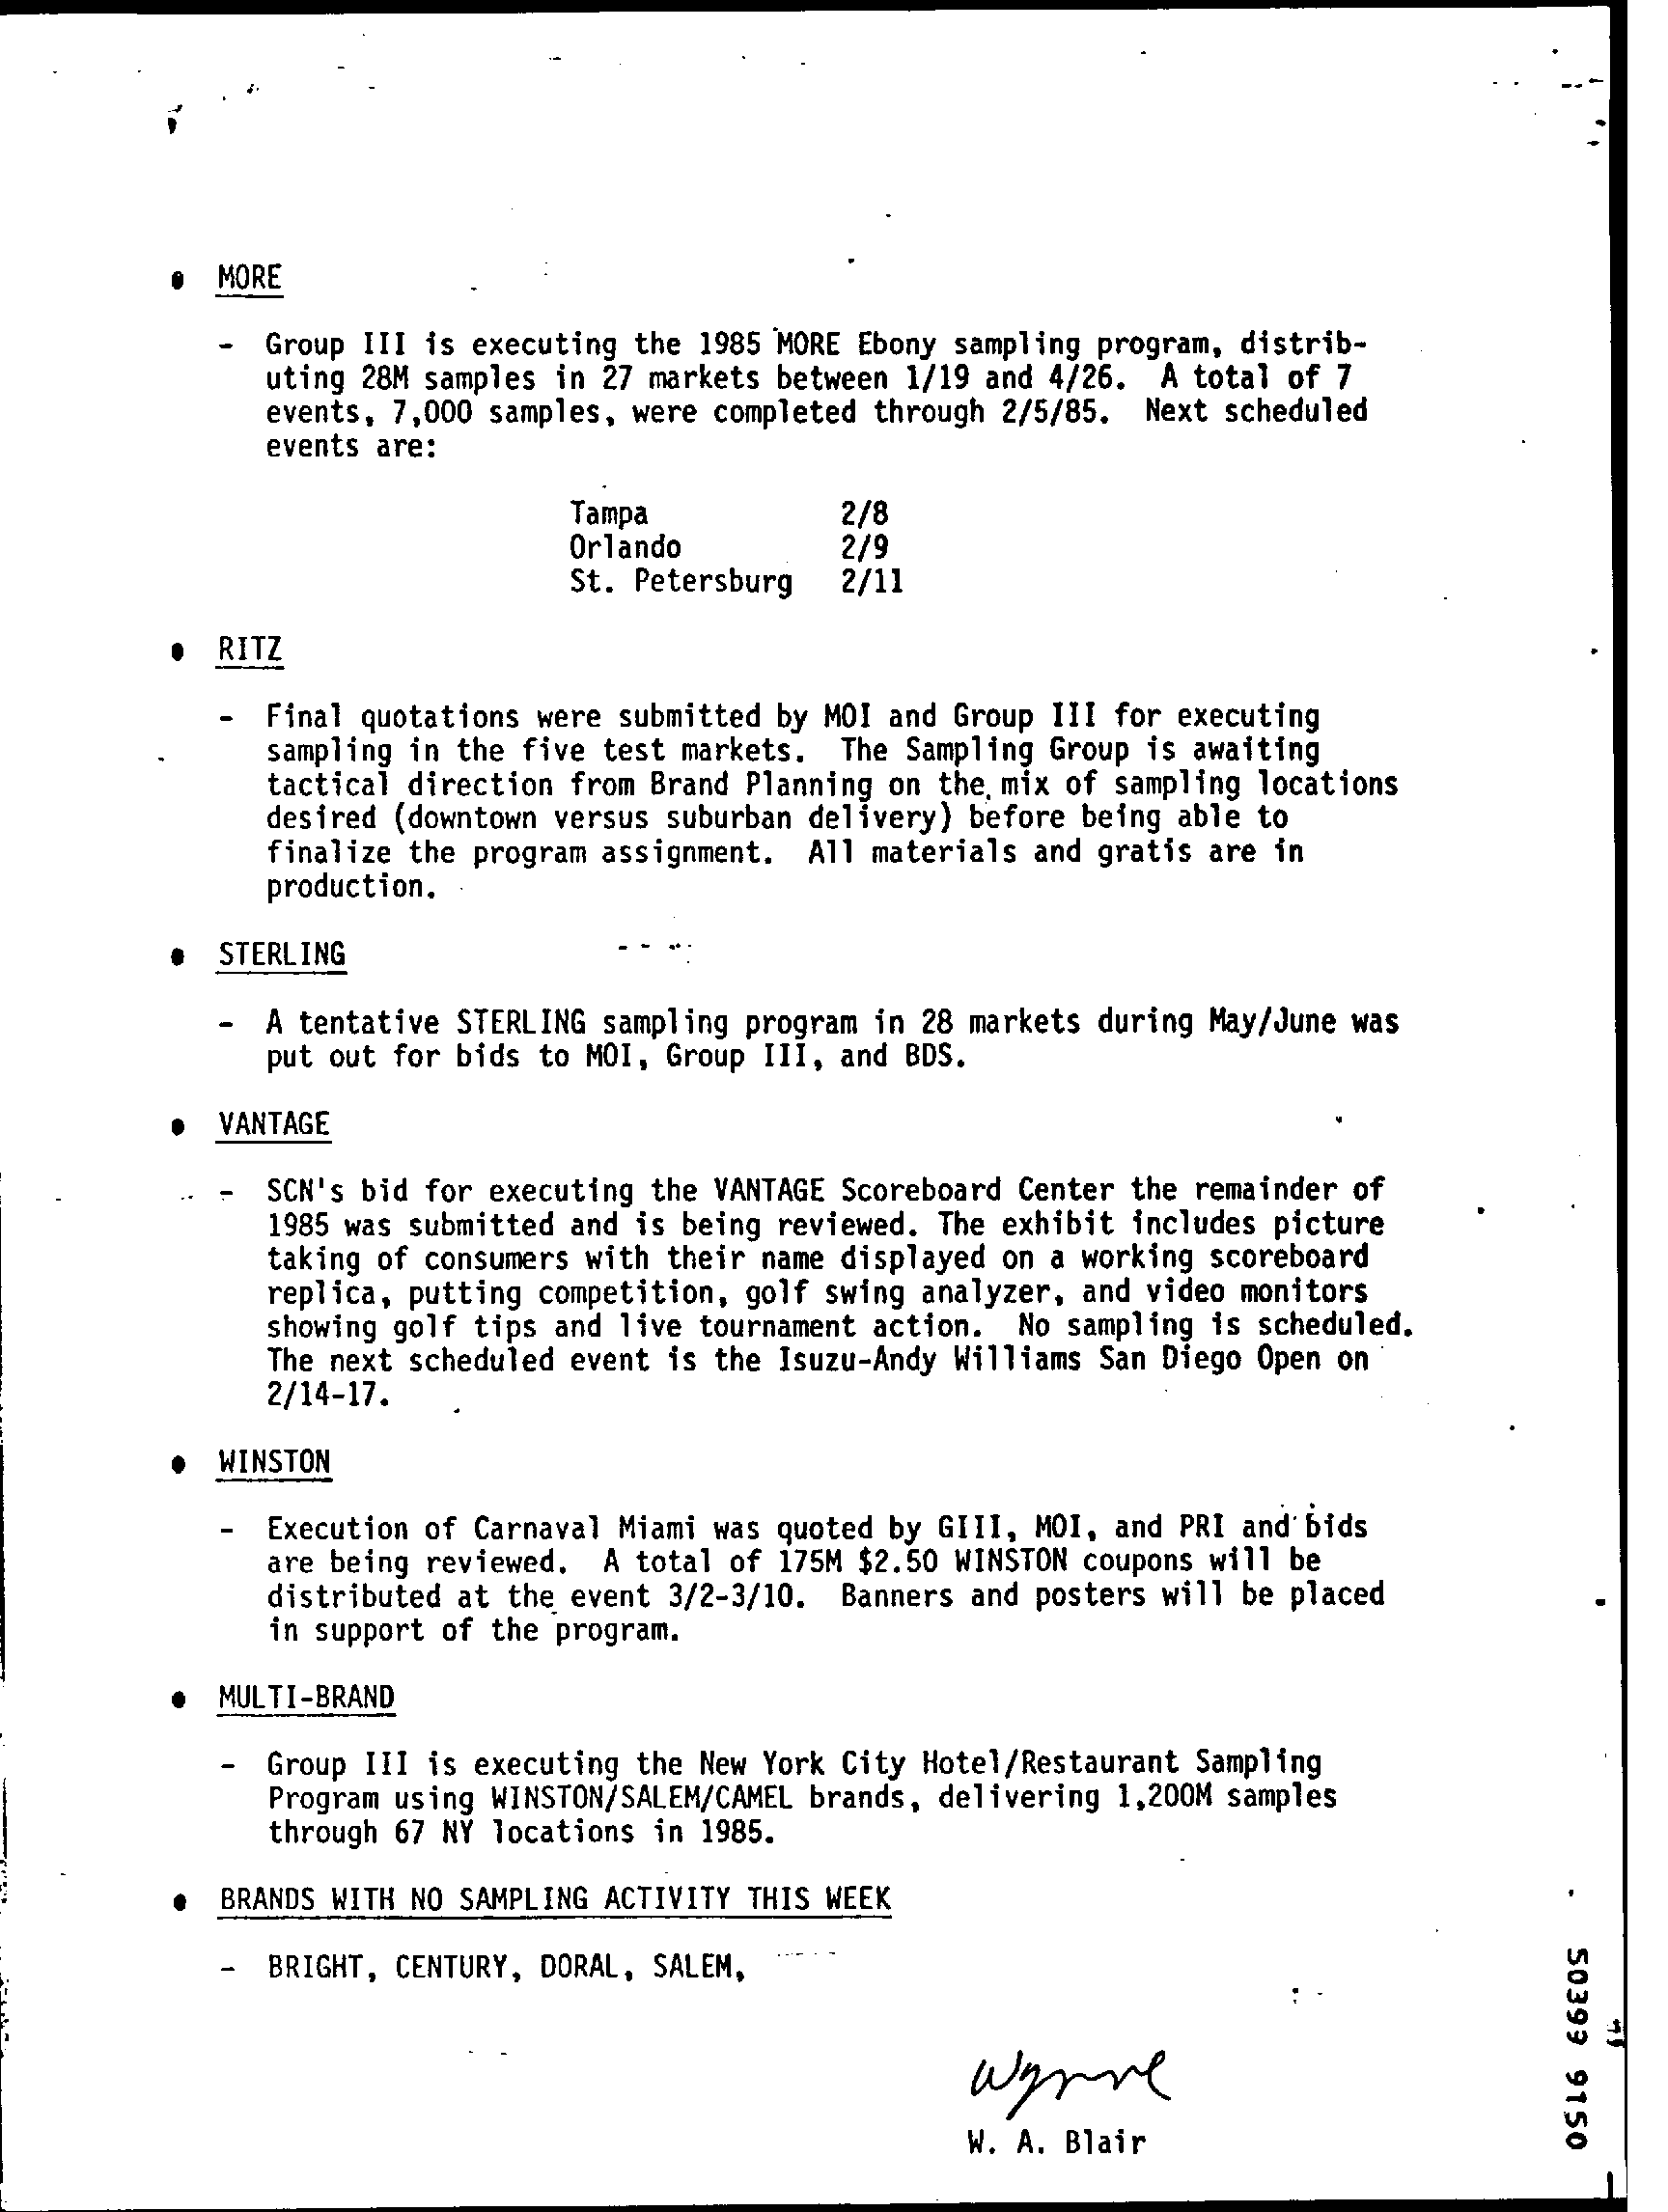 • MORE
- Group III is executing the 1985 MORE Ebony sampling program, distrib-
uting 28M samples in 27 markets between 1/19 and 4/26. A total of 7
events, 7,000 samples, were completed through 2/5/85. Next scheduled
events are:
Tampa 2/8
Orlando 2/9
St. Petersburg 2/11
• RITZ
- Final quotations were submitted by MOI and Group III for executing
sampling in the five test markets. The Sampling Group is awaiting
tactical direction from Brand Planning on the mix of sampling locations
desired (downtown versus suburban delivery) before being able to
finalize the program assignment. All materials and gratis are in
production.
• STERLING
- A tentative STERLING sampling program in 28 markets during May/June was
put out for bids to MOI, Group III, and BDS.
• VANTAGE
- SCN's bid for executing the VANTAGE Scoreboard Center the remainder of
1985 was submitted and is being reviewed. The exhibit includes picture
taking of consumers with their name displayed on a working scoreboard
replica, putting competition, golf swing analyzer, and video monitors
showing golf tips and live tournament action. No sampling is scheduled.
The next scheduled event is the Isuzu-Andy Williams San Diego Open on
2/14-17.
• WINSTON
- Execution of Carnaval Miami was quoted by GIII, MOI, and PRI and bids
are being reviewed. A total of 175M $2.50 WINSTON coupons will be
distributed at the event 3/2-3/10. Banners and posters will be placed
in support of the program.
• MULTI-BRAND
- Group III is executing the New York City Hotel/Restaurant Sampling
Program using WINSTON/SALEM/CAMEL brands, delivering 1,200M samples
through 67 NY locations in 1985.
• BRANDS WITH NO SAMPLING ACTIVITY THIS WEEK
- BRIGHT, CENTURY, DORAL, SALEM,
Wynne
W. A. Blair
50399 9150